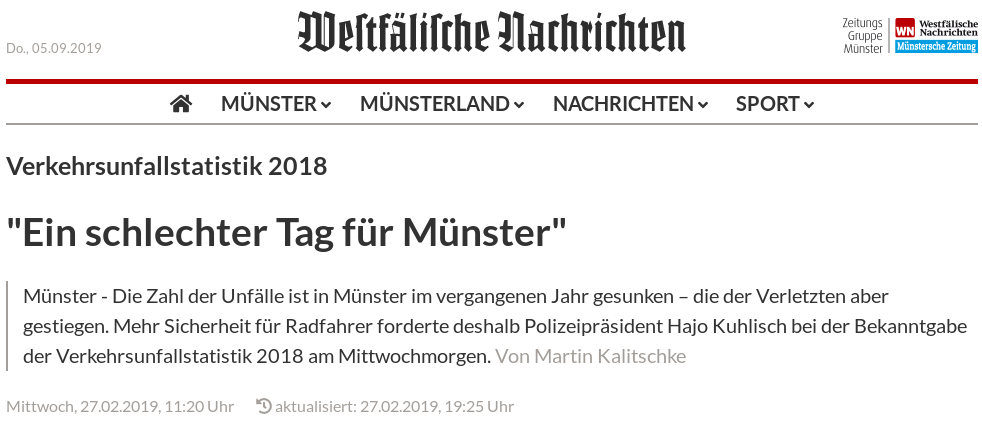 Do., 05.09.2019
Westfälische Nachrichten
Zeitungs
Gruppe
Münster
WN
Westfälische
Nachrichten
Münstersche Zeitung
MÜNSTER
MÜNSTERLAND
NACHRICHTEN
SPORT
Verkehrsunfallstatistik 2018
"Ein schlechter Tag für Münster"
Münster - Die Zahl der Unfälle ist in Münster im vergangenen Jahr gesunken – die der Verletzten aber
gestiegen. Mehr Sicherheit für Radfahrer forderte deshalb Polizeipräsident Hajo Kuhlisch bei der Bekanntgabe
der Verkehrsunfallstatistik 2018 am Mittwochmorgen. Von Martin Kalitschke
Mittwoch, 27.02.2019, 11:20 Uhr aktualisiert: 27.02.2019, 19:25 Uhr